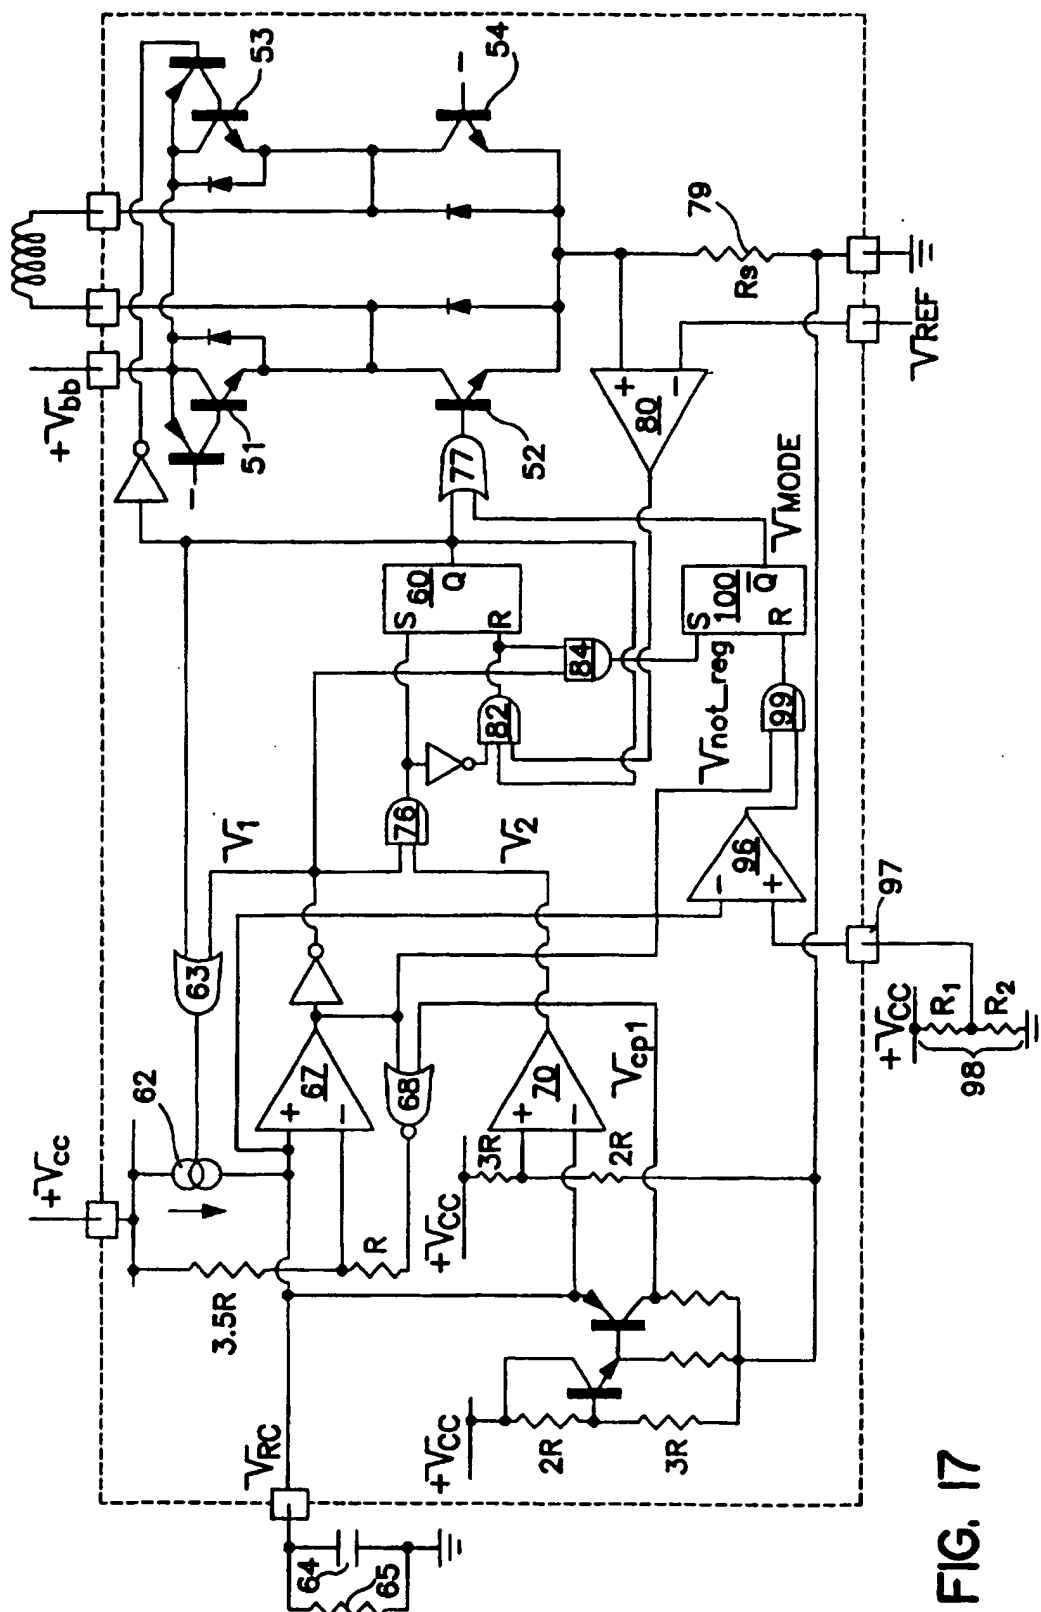 +Vbb
53
54
51
52
77
60
S
Q
R
79
Rs
+
80
−
VREF
VMODE
100
S
Q̅
R
84
82
Vnot_reg
99
76
V1
V2
96
−
+
97
63
62
+Vcc
+
67
−
68
R
3.5R
70
+
−
Vcp1
3R
2R
+VCC
+VCC
R1
R2
98
VRC
+VCC
2R
3R
64
65
FIG. 17